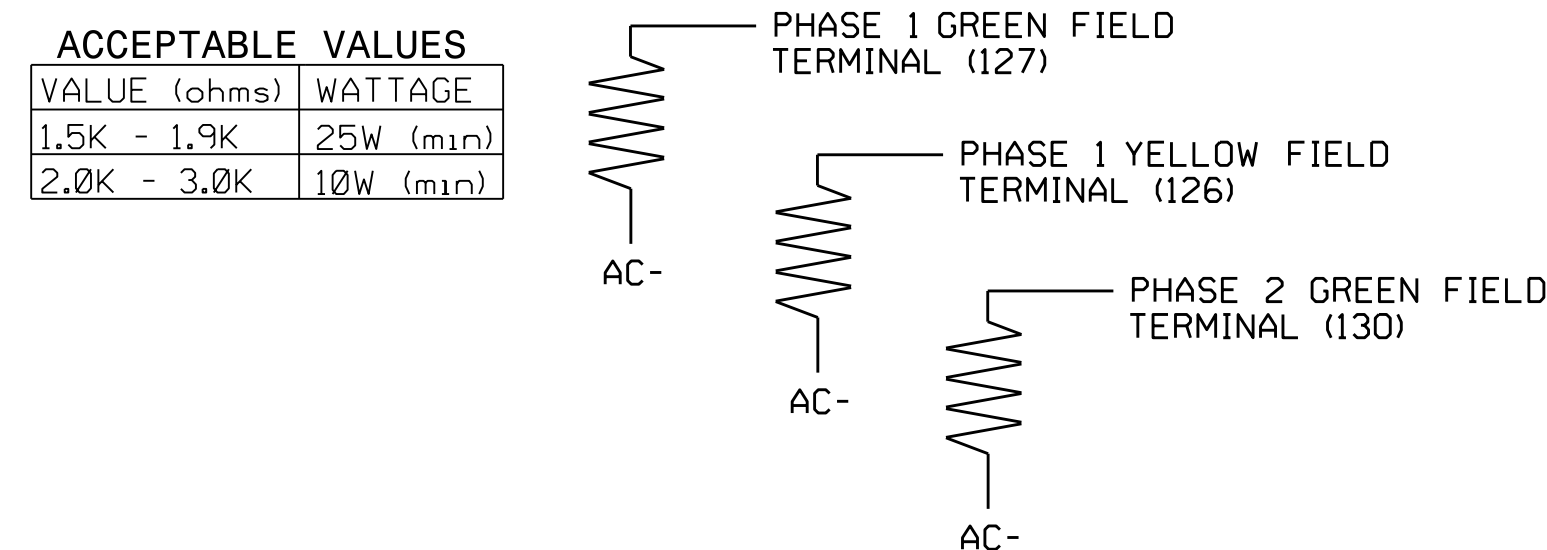 ACCEPTABLE VALUES
VALUE (ohms) WATTAGE
1.5K - 1.9K 25W (min)
2.0K - 3.0K 10W (min)
PHASE 1 GREEN FIELD
TERMINAL (127)
AC-
PHASE 1 YELLOW FIELD
TERMINAL (126)
AC-
PHASE 2 GREEN FIELD
TERMINAL (130)
AC-